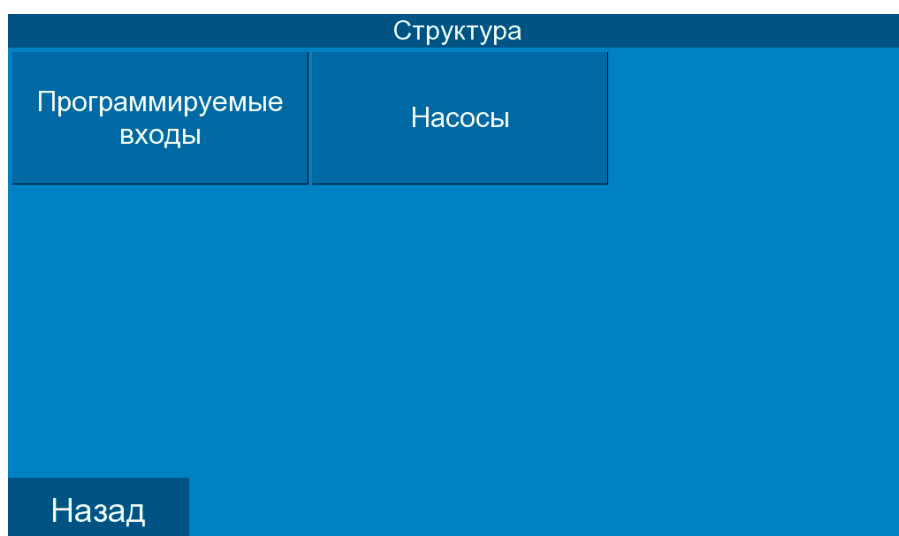 Структура
Программируемые
входы
Насосы
Назад